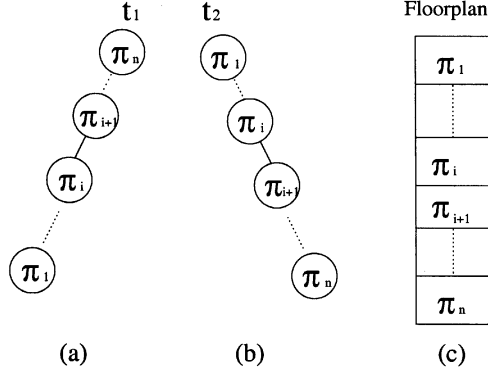 t₁ t₂ Floorplan
πₙ π₁ π₁
πᵢ₊₁ πᵢ πᵢ
πᵢ πᵢ₊₁ πᵢ₊₁
π₁ πₙ πₙ
(a) (b) (c)